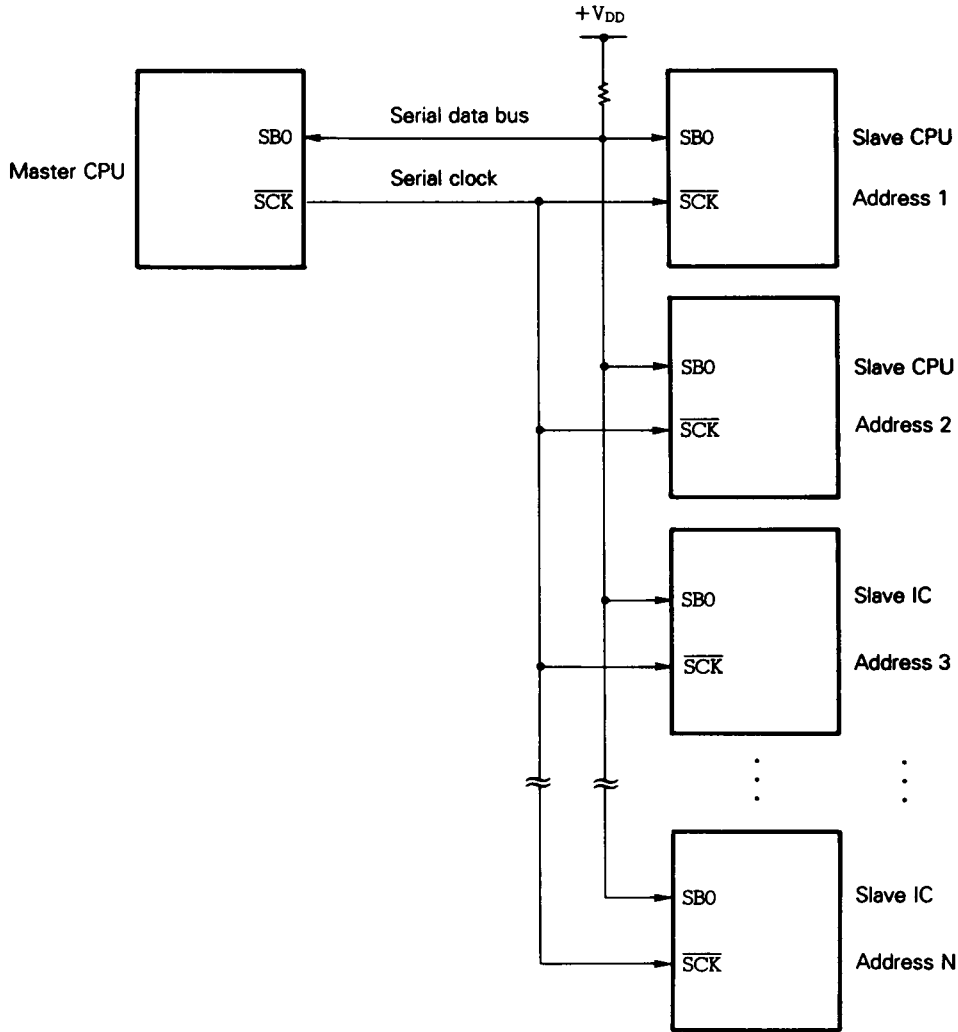 +VDD
Serial data bus
SB0
SB0
Slave CPU
Master CPU
Serial clock
SCK
SCK
Address 1
SB0
Slave CPU
SCK
Address 2
SB0
Slave IC
SCK
Address 3
SB0
Slave IC
SCK
Address N